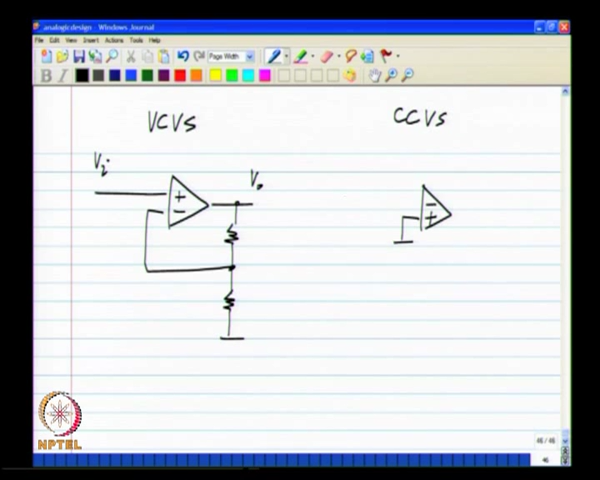 analogicdesign - Windows Journal
File Edit View Insert Actions Tools Help
Page Width
B I
VCVS CCVS
Vi
Vo
+ -
- +
NPTEL
46 / 46
46